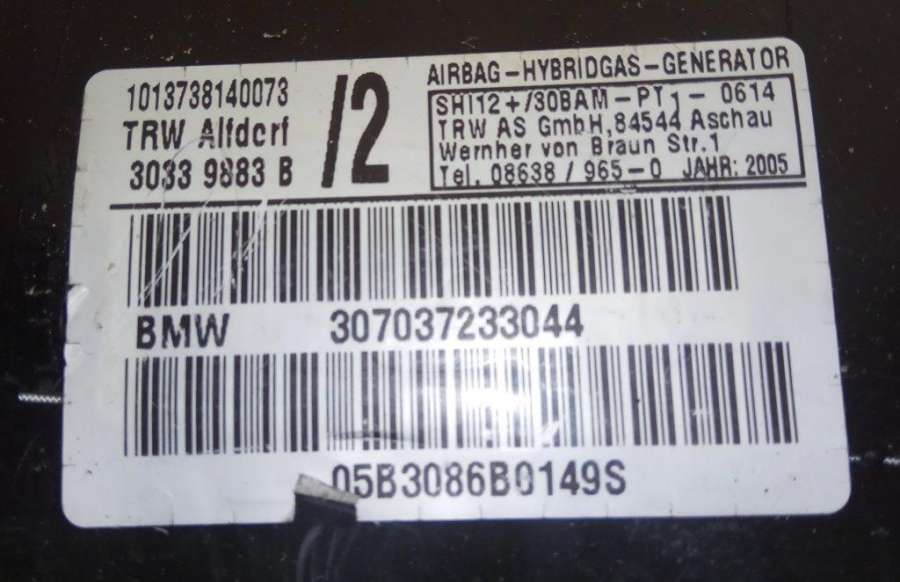 1013738140073
TRW Alfdorf
3033 9883 B
/2
AIRBAG-HYBRIDGAS-GENERATOR
SHI12+/30BAM-PT1-0614
TRW AS GmbH,84544 Aschau
Wernher von Braun Str.1
Tel. 08638 / 965-0 JAHR: 2005
BMW 307037233044
05B3086B0149S